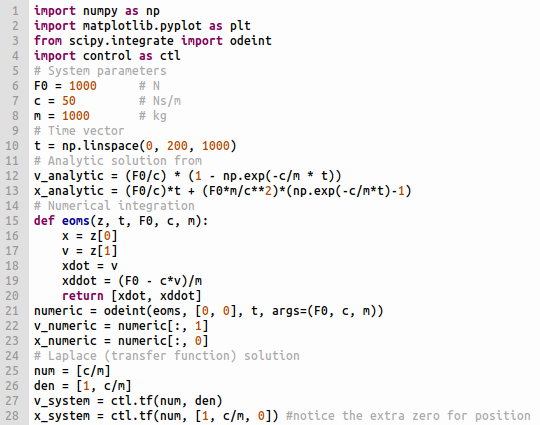 1 import numpy as np
2 import matplotlib.pyplot as plt
3 from scipy.integrate import odeint
4 import control as ctl
5 # System parameters
6 F0 = 1000      # N
7 c = 50         # Ns/m
8 m = 1000       # kg
9 # Time vector
10 t = np.linspace(0, 200, 1000)
11 # Analytic solution from
12 v_analytic = (F0/c) * (1 - np.exp(-c/m * t))
13 x_analytic = (F0/c)*t + (F0*m/c**2)*(np.exp(-c/m*t)-1)
14 # Numerical integration
15 def eoms(z, t, F0, c, m):
16     x = z[0]
17     v = z[1]
18     xdot = v
19     xddot = (F0 - c*v)/m
20     return [xdot, xddot]
21 numeric = odeint(eoms, [0, 0], t, args=(F0, c, m))
22 v_numeric = numeric[:, 1]
23 x_numeric = numeric[:, 0]
24 # Laplace (transfer function) solution
25 num = [c/m]
26 den = [1, c/m]
27 v_system = ctl.tf(num, den)
28 x_system = ctl.tf(num, [1, c/m, 0]) #notice the extra zero for position